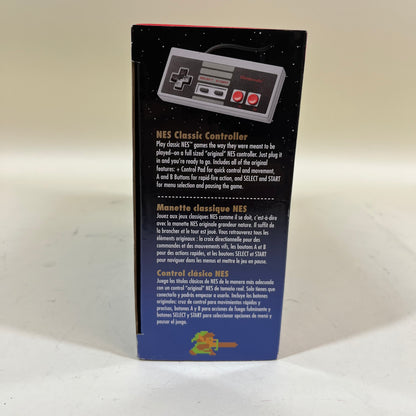 NES Classic Controller
Play classic NES™ games the way they were meant to be
played—on a full sized "original" NES controller. Just plug it
in and you're ready to go. Includes all of the original
features: + Control Pad for quick control and movement,
A and B Buttons for rapid-fire action, and SELECT and START
for menu selection and pausing the game.
Manette classique NES
Jouez aux jeux classiques NES comme il se doit, c'est-à-dire
avec la manette NES originale grandeur nature. Il suffit de
la brancher et le tour est joué. Vous retrouverez tous les
éléments originaux : la croix directionnelle pour des
commandes et des mouvements vifs, les boutons A et B
pour des actions rapides, et les boutons SELECT et START
pour naviguer dans les menus et mettre le jeu en pause.
Control clásico NES
Juega los títulos clásicos de NES de la manera más adecuada
con un control "original" NES de tamaño real. Solo tienes que
conectarlo y podrás empezar a usarlo. Incluye los botones
originales: cruz de control para movimientos rápidos y
precisos, botones A y B para acciones de fuego fulminante y
botones SELECT y START para seleccionar opciones de menú y
pausar el juego.